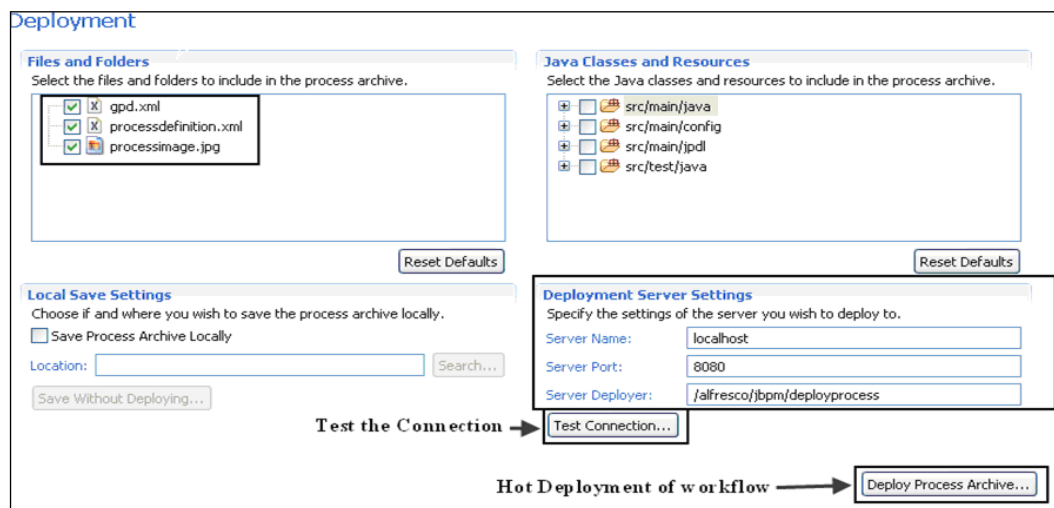 Deployment
Files and Folders
Select the files and folders to include in the process archive.
gpd.xml
processdefinition.xml
processimage.jpg
Reset Defaults
Java Classes and Resources
Select the Java classes and resources to include in the process archive.
src/main/java
src/main/config
src/main/jpdl
src/test/java
Reset Defaults
Local Save Settings
Choose if and where you wish to save the process archive locally.
Save Process Archive Locally
Location:
Search...
Save Without Deploying...
Deployment Server Settings
Specify the settings of the server you wish to deploy to.
Server Name: localhost
Server Port: 8080
Server Deployer: /alfresco/jbpm/deployprocess
Test the Connection
Test Connection...
Hot Deployment of workflow
Deploy Process Archive...